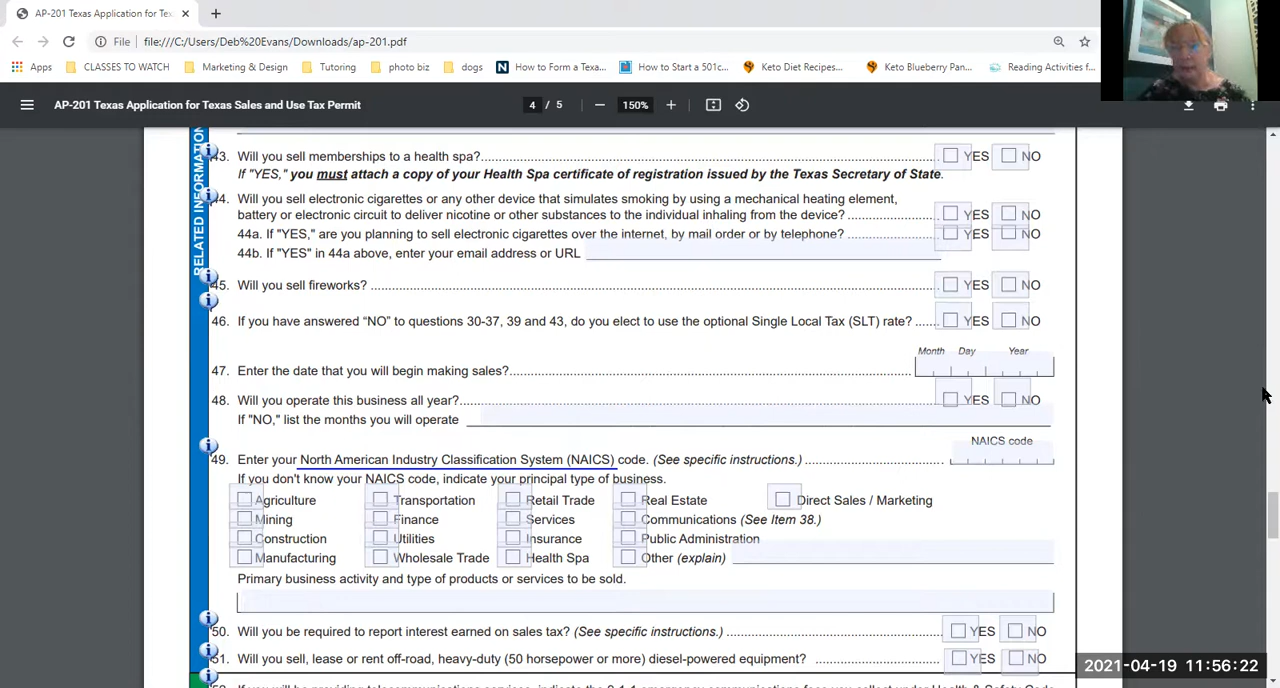 AP-201 Texas Application for Tex
File file:///C:/Users/Deb%20Evans/Downloads/ap-201.pdf
Apps CLASSES TO WATCH Marketing & Design Tutoring photo biz dogs How to Form a Texa... How to Start a 501c... Keto Diet Recipes... Keto Blueberry Pan... Reading Activities f
AP-201 Texas Application for Texas Sales and Use Tax Permit 4 / 5 150%
RELATED INFORMATION
43. Will you sell memberships to a health spa? YES NO
If "YES," you must attach a copy of your Health Spa certificate of registration issued by the Texas Secretary of State.
44. Will you sell electronic cigarettes or any other device that simulates smoking by using a mechanical heating element,
battery or electronic circuit to deliver nicotine or other substances to the individual inhaling from the device? YES NO
44a. If "YES," are you planning to sell electronic cigarettes over the internet, by mail order or by telephone? YES NO
44b. If "YES" in 44a above, enter your email address or URL
45. Will you sell fireworks? YES NO
46. If you have answered “NO” to questions 30-37, 39 and 43, do you elect to use the optional Single Local Tax (SLT) rate? YES NO
Month Day Year
47. Enter the date that you will begin making sales?
48. Will you operate this business all year? YES NO
If "NO," list the months you will operate
NAICS code
49. Enter your North American Industry Classification System (NAICS) code. (See specific instructions.)
If you don't know your NAICS code, indicate your principal type of business.
Agriculture Transportation Retail Trade Real Estate Direct Sales / Marketing
Mining Finance Services Communications (See Item 38.)
Construction Utilities Insurance Public Administration
Manufacturing Wholesale Trade Health Spa Other (explain)
Primary business activity and type of products or services to be sold.
50. Will you be required to report interest earned on sales tax? (See specific instructions.) YES NO
51. Will you sell, lease or rent off-road, heavy-duty (50 horsepower or more) diesel-powered equipment? YES NO
2021-04-19 11:56:22